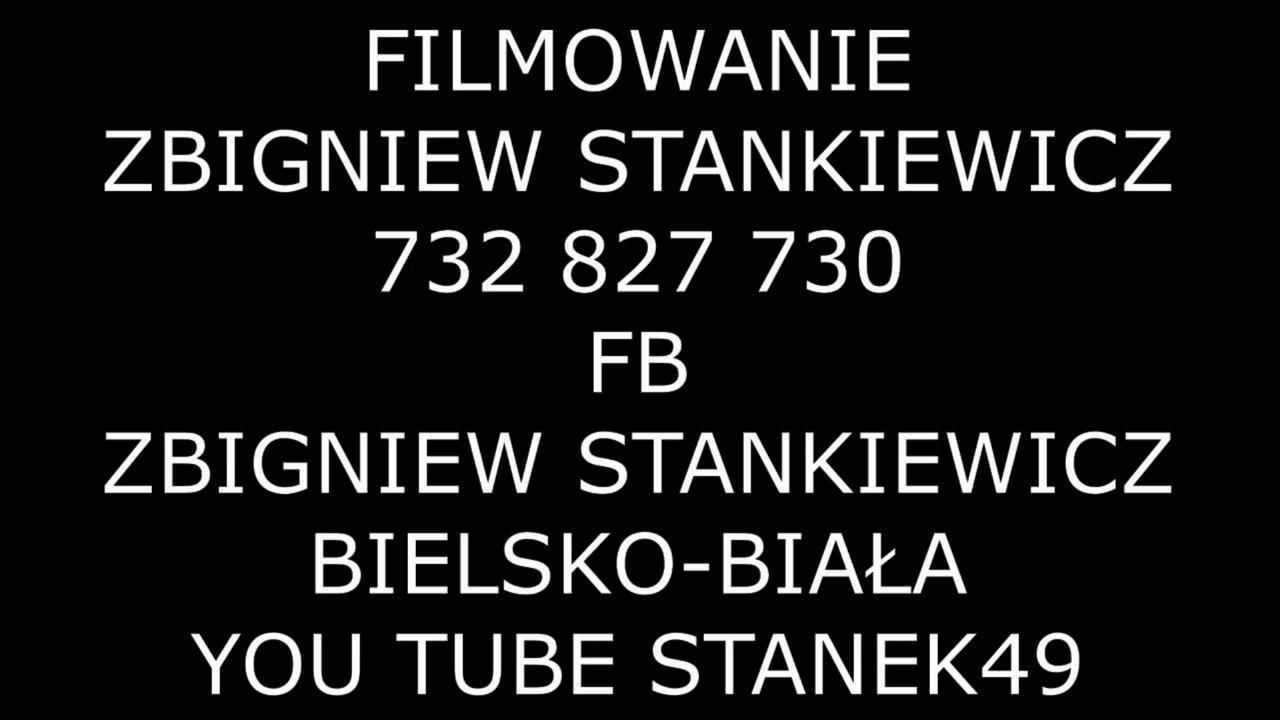 FILMOWANIE
ZBIGNIEW STANKIEWICZ
732 827 730
FB
ZBIGNIEW STANKIEWICZ
BIELSKO-BIAŁA
YOU TUBE STANEK49